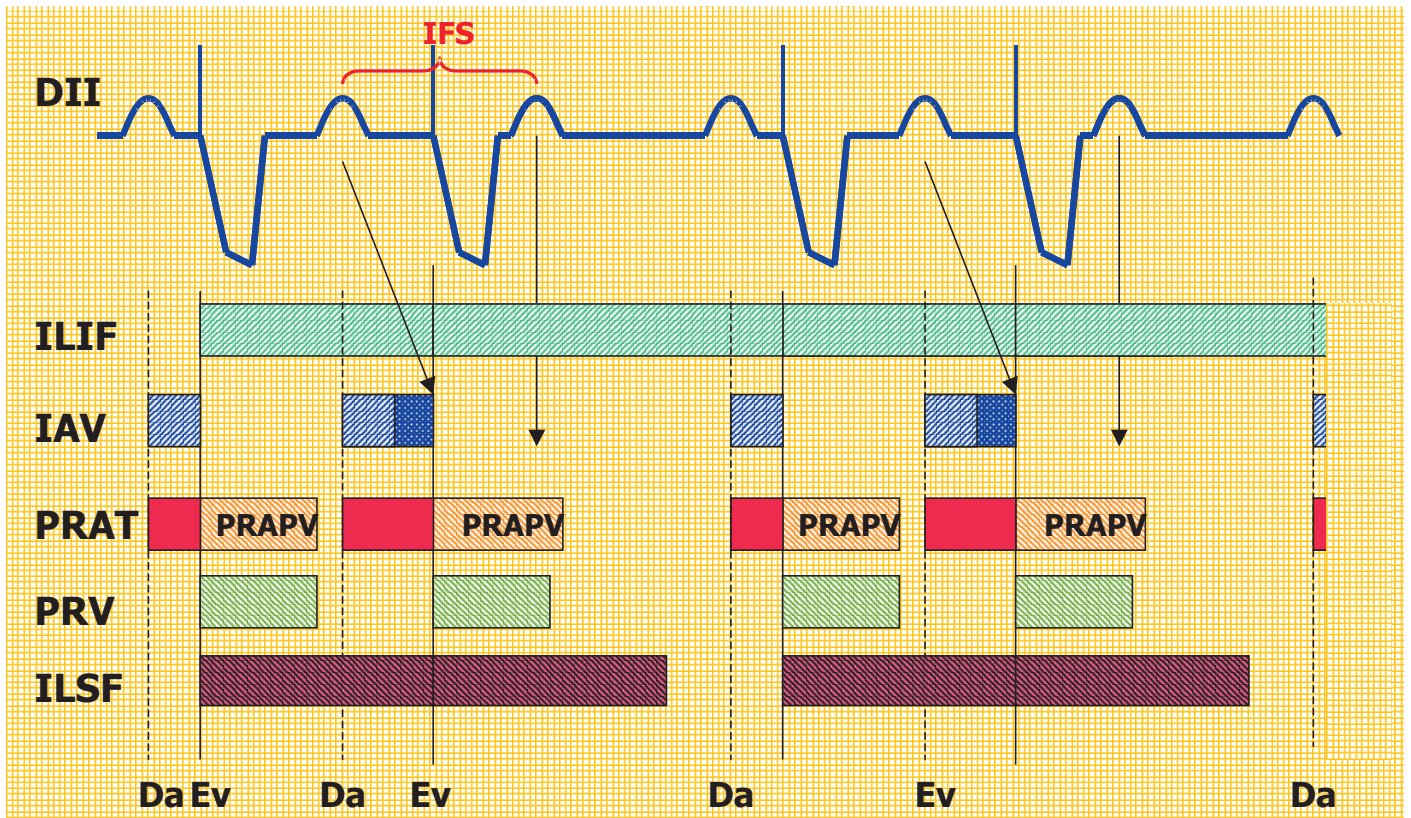 IFS
DII
ILIF
IAV
PRAT PRAPV PRAPV PRAPV PRAPV
PRV
ILSF
Da Ev Da Ev Da Ev Da